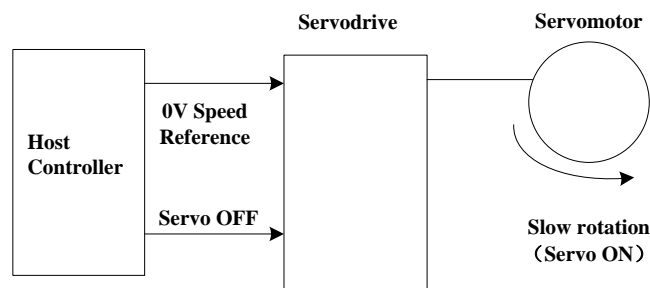 Servodrive
Servomotor
Host
Controller
0V Speed
Reference
Servo OFF
Slow rotation
（Servo ON）